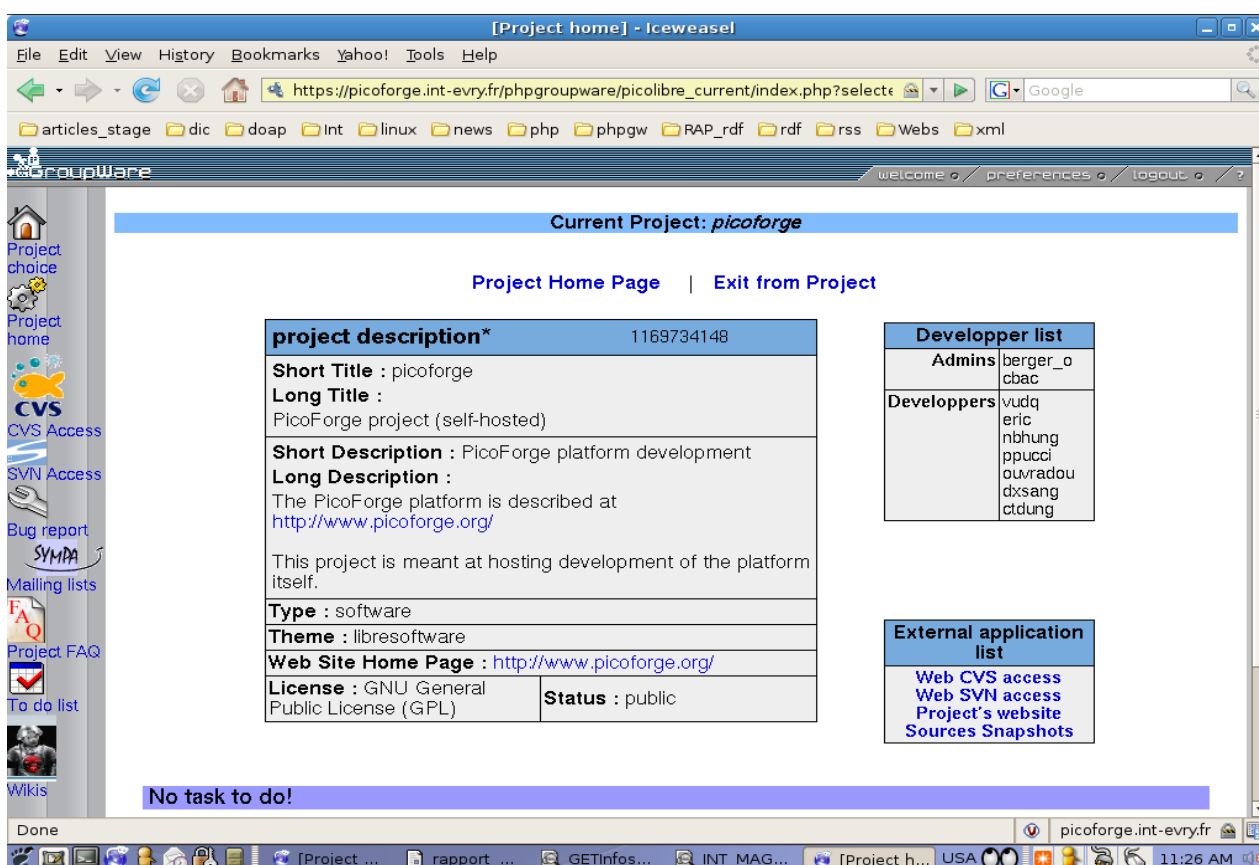 [Project home] - Iceweasel
File Edit View History Bookmarks Yahoo! Tools Help
https://picoforge.int-evry.fr/phpgroupware/picolibre_current/index.php?selecte
G Google
articles_stage dic doap Int linux news php phpgw RAP_rdf rdf rss Webs xml
GroupWare
welcome preferences logout ?
Project choice
Project home
CVS
CVS Access
SVN Access
Bug report
SYMPA
Mailing lists
FAQ
Project FAQ
To do list
Wikis
Current Project: picoforge
Project Home Page | Exit from Project
project description* 1169734148
Short Title : picoforge
Long Title :
PicoForge project (self-hosted)
Short Description : PicoForge platform development
Long Description :
The PicoForge platform is described at
http://www.picoforge.org/
This project is meant at hosting development of the platform
itself.
Type : software
Theme : libresoftware
Web Site Home Page : http://www.picoforge.org/
License : GNU General
Public License (GPL)
Status : public
Developper list
Admins berger_o
cbac
Developpers vudq
eric
nbhung
ppucci
ouvradou
dxsang
ctdung
External application
list
Web CVS access
Web SVN access
Project's website
Sources Snapshots
No task to do!
Done
picoforge.int-evry.fr
[Project ... rapport ... GETInfos... INT_MAG... [Project h... USA 11:26 AM